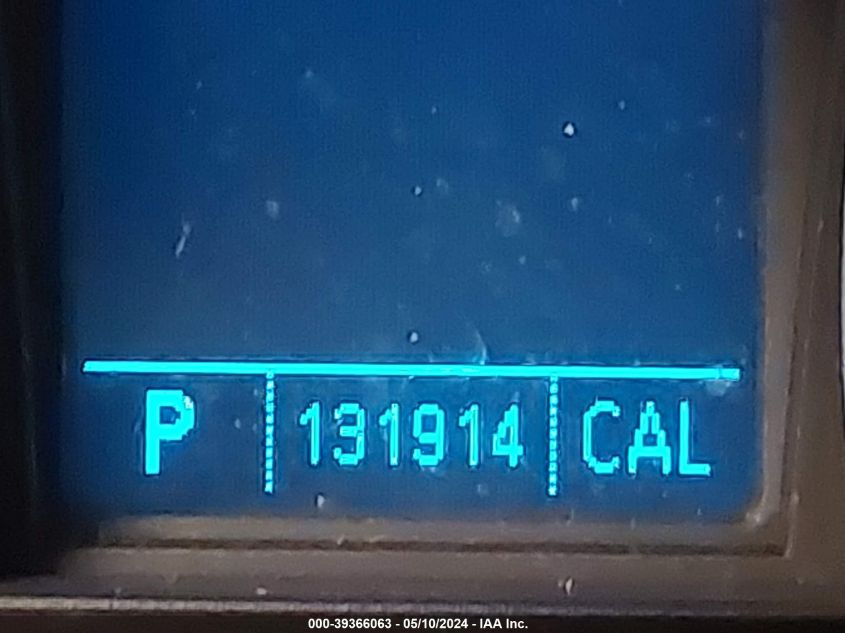 P 131914 CAL
000-39366063 - 05/10/2024 - IAA Inc.